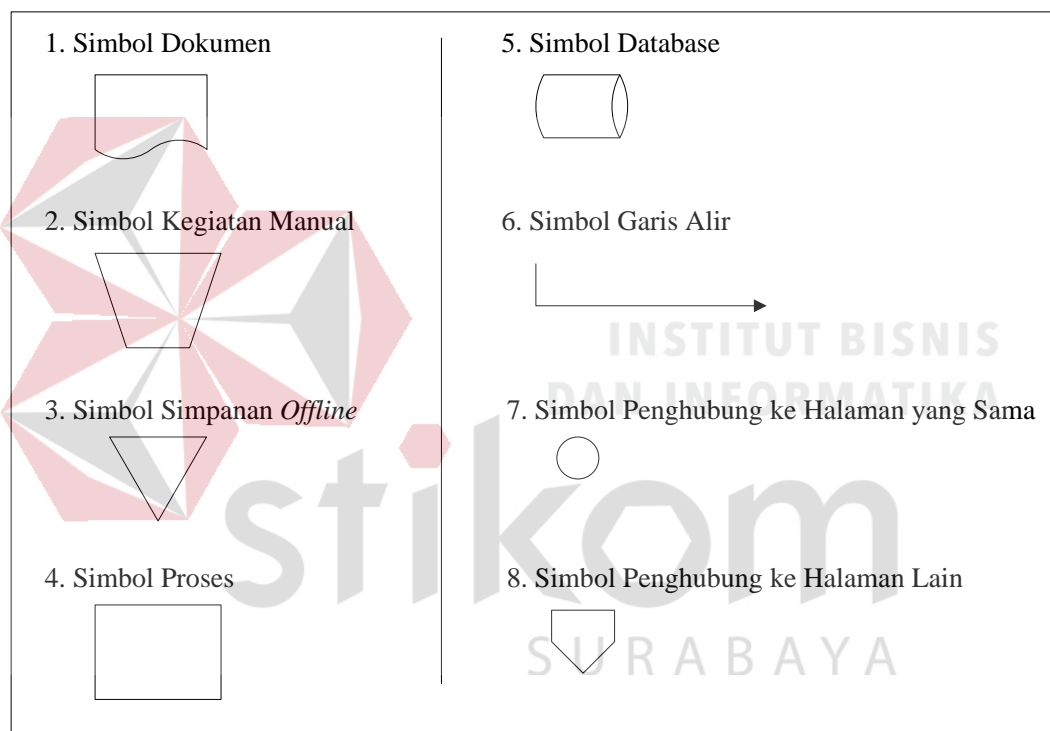 1. Simbol Dokumen
2. Simbol Kegiatan Manual
3. Simbol Simpanan Offline
4. Simbol Proses
5. Simbol Database
6. Simbol Garis Alir
7. Simbol Penghubung ke Halaman yang Sama
8. Simbol Penghubung ke Halaman Lain
INSTITUT BISNIS
DAN INFORMATIKA
stikom
SURABAYA